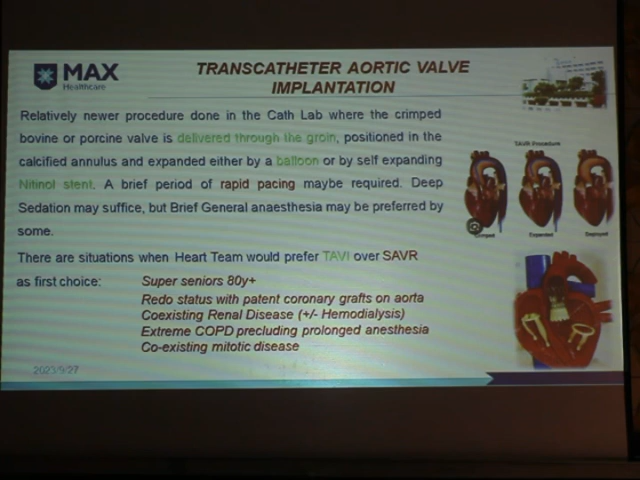 MAX
Healthcare
TRANSCATHETER AORTIC VALVE
IMPLANTATION
Relatively newer procedure done in the Cath Lab where the crimped
bovine or porcine valve is delivered through the groin, positioned in the
calcified annulus and expanded either by a balloon or by self expanding
Nitinol stent. A brief period of rapid pacing maybe required. Deep
Sedation may suffice, but Brief General anaesthesia may be preferred by
some.
There are situations when Heart Team would prefer TAVI over SAVR
as first choice: Super seniors 80y+
Redo status with patent coronary grafts on aorta
Coexisting Renal Disease (+/- Hemodialysis)
Extreme COPD precluding prolonged anesthesia
Co-existing mitotic disease
TAVR Procedure
Expanded Deployed
2023/9/27